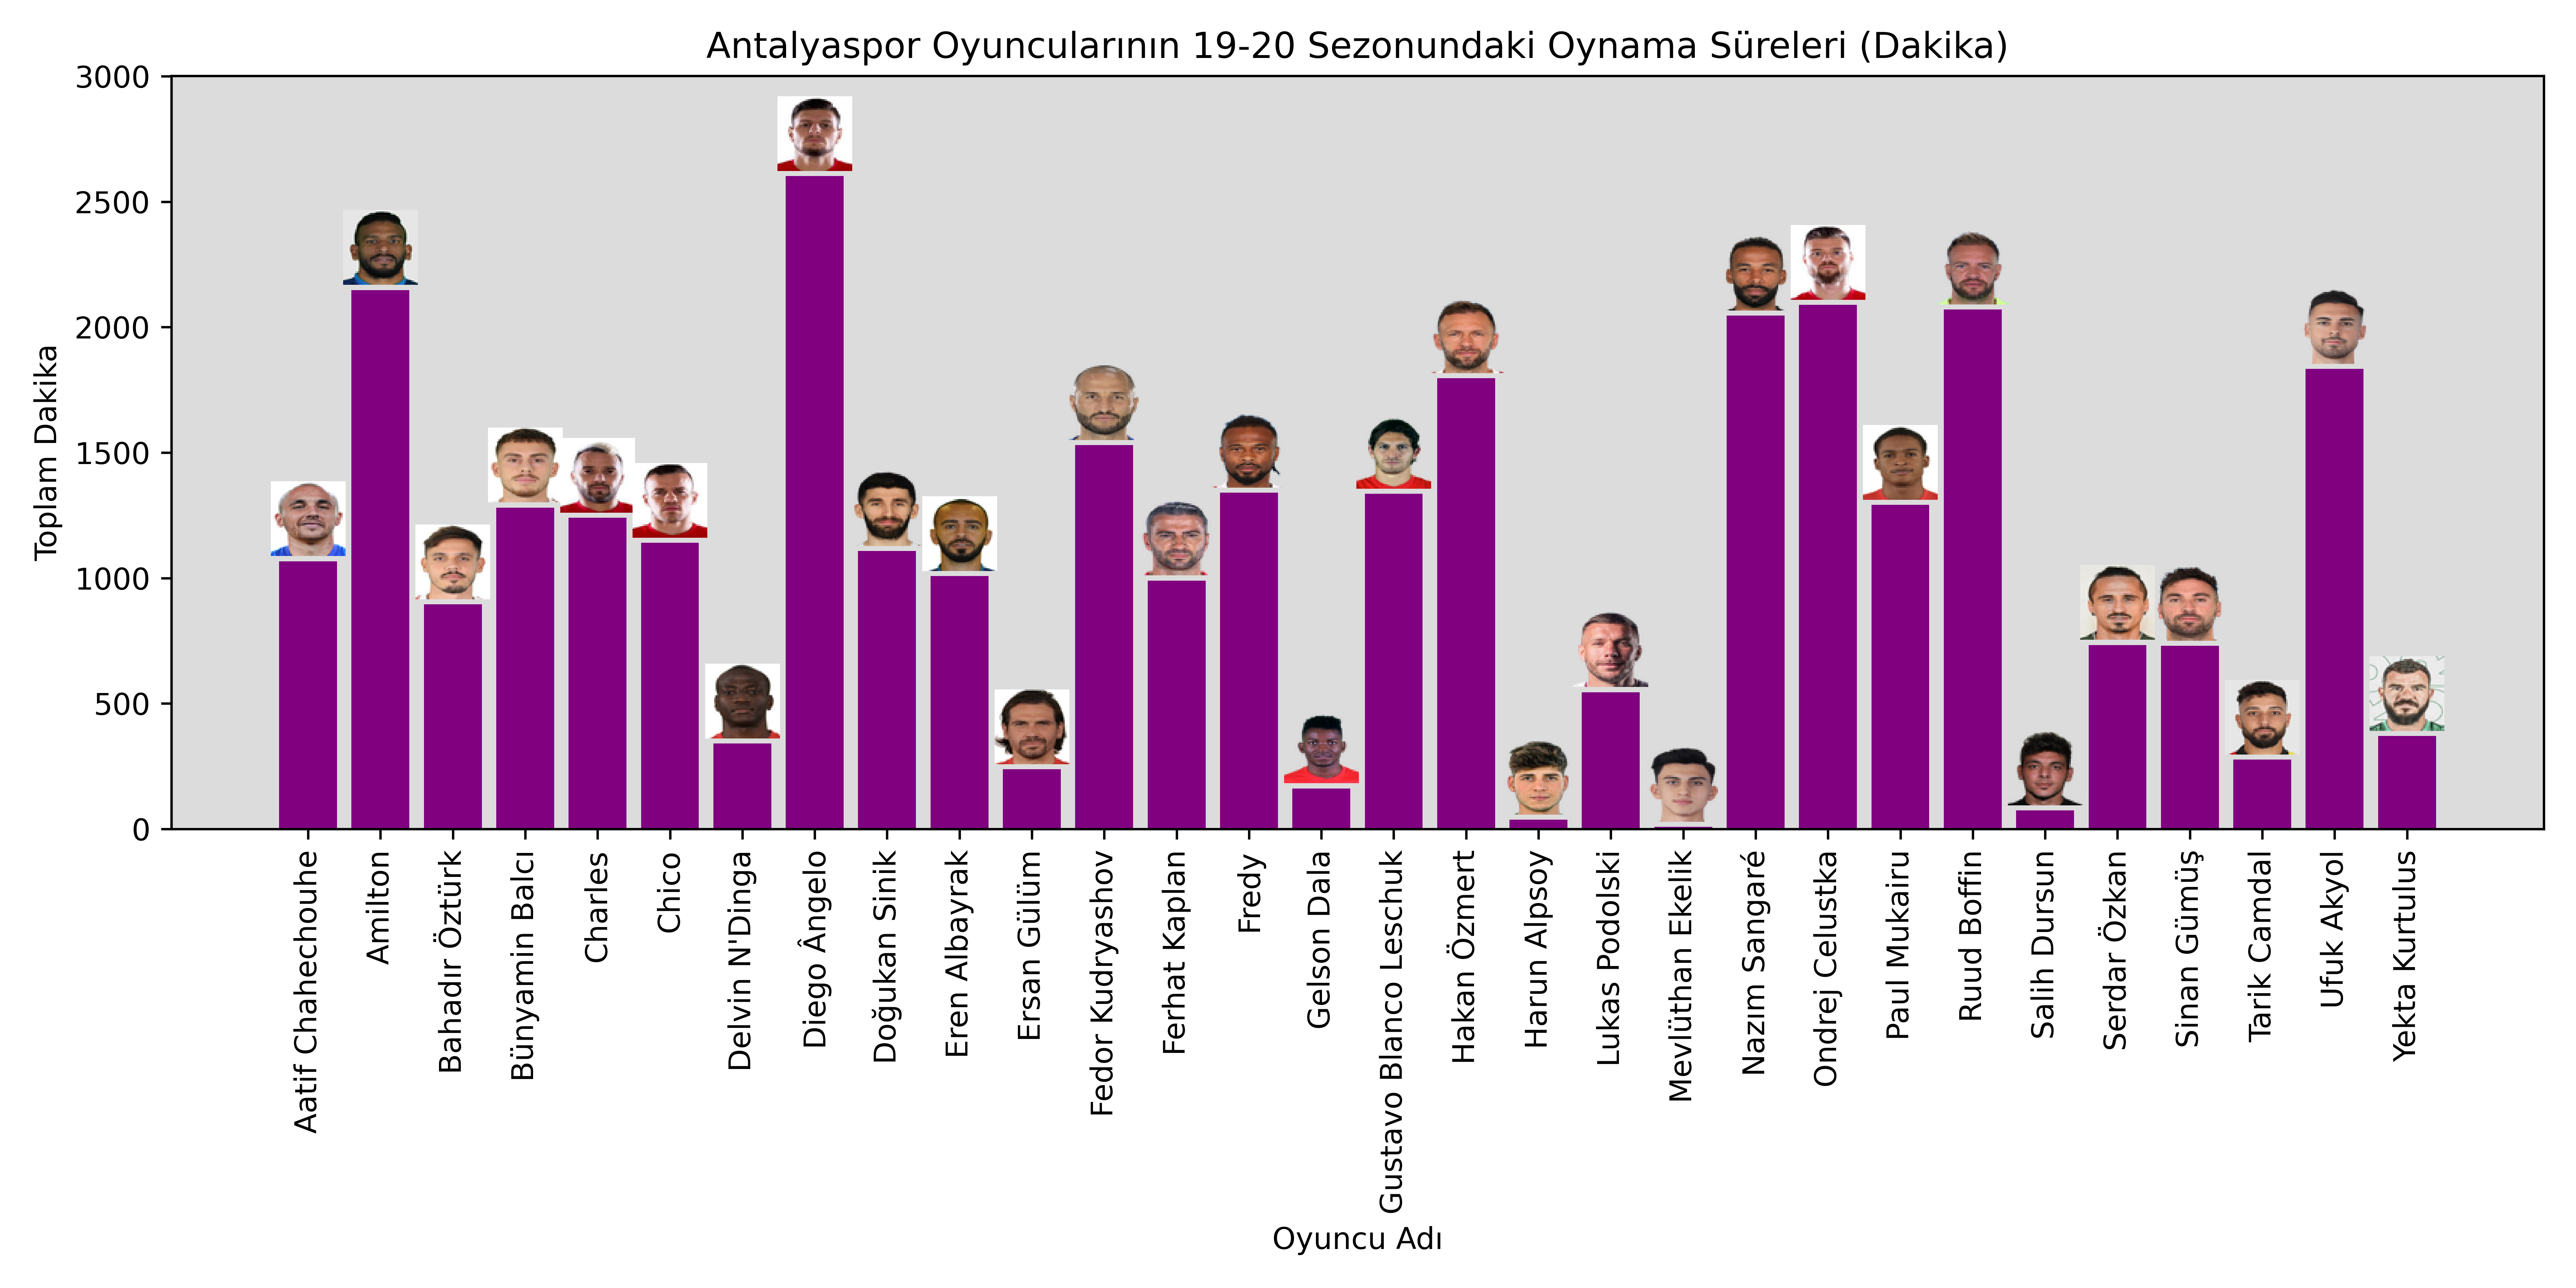 Antalyaspor Oyuncularının 19-20 Sezonundaki Oynama Süreleri (Dakika)
Toplam Dakika
3000
2500
2000
1500
1000
500
0
Aatif Chahechouhe
Amilton
Bahadır Öztürk
Bünyamin Balcı
Charles
Chico
Delvin N'Dinga
Diego Ângelo
Doğukan Sinik
Eren Albayrak
Ersan Gülüm
Fedor Kudryashov
Ferhat Kaplan
Fredy
Gelson Dala
Gustavo Blanco Leschuk
Hakan Özmert
Harun Alpsoy
Lukas Podolski
Mevlüthan Ekelik
Nazım Sangaré
Ondrej Celustka
Paul Mukairu
Ruud Boffin
Salih Dursun
Serdar Özkan
Sinan Gümüş
Tarik Camdal
Ufuk Akyol
Yekta Kurtulus
Oyuncu Adı